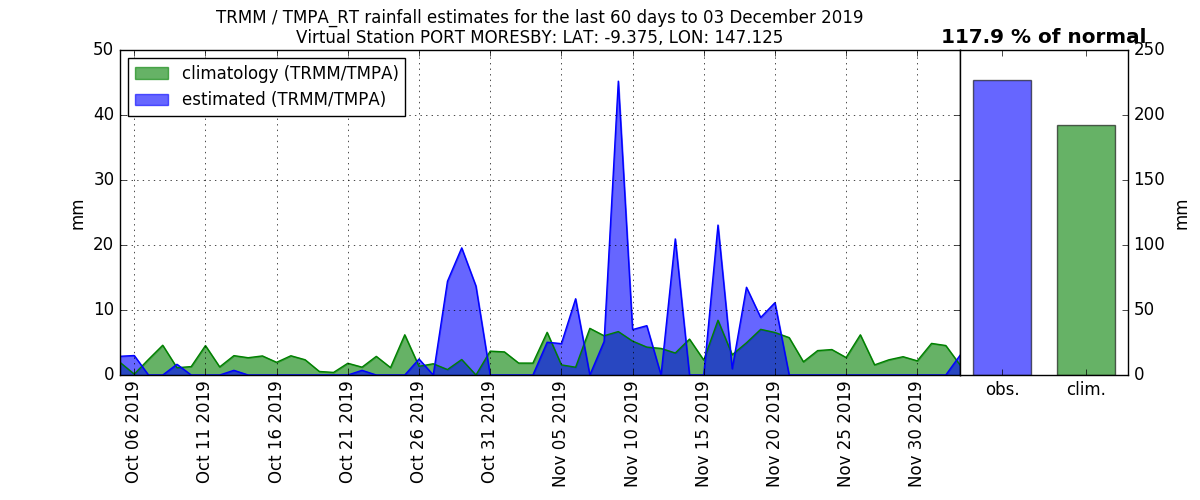 TRMM / TMPA_RT rainfall estimates for the last 60 days to 03 December 2019
Virtual Station PORT MORESBY: LAT: -9.375, LON: 147.125
117.9 % of normal
climatology (TRMM/TMPA)
estimated (TRMM/TMPA)
50
40
30
20
10
0
mm
Oct 06 2019
Oct 11 2019
Oct 16 2019
Oct 21 2019
Oct 26 2019
Oct 31 2019
Nov 05 2019
Nov 10 2019
Nov 15 2019
Nov 20 2019
Nov 25 2019
Nov 30 2019
obs.
clim.
250
200
150
100
50
0
mm